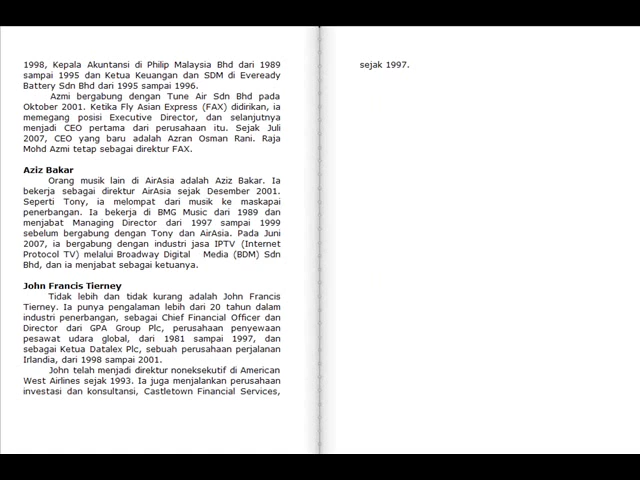 1998, Kepala Akuntansi di Philip Malaysia Bhd dari 1989
sampai 1995 dan Ketua Keuangan dan SDM di Eveready
Battery Sdn Bhd dari 1995 sampai 1996.
Azmi bergabung dengan Tune Air Sdn Bhd pada
Oktober 2001. Ketika Fly Asian Express (FAX) didirikan, ia
memegang posisi Executive Director, dan selanjutnya
menjadi CEO pertama dari perusahaan itu. Sejak Juli
2007, CEO yang baru adalah Azran Osman Rani. Raja
Mohd Azmi tetap sebagai direktur FAX.
Aziz Bakar
Orang musik lain di AirAsia adalah Aziz Bakar. Ia
bekerja sebagai direktur AirAsia sejak Desember 2001.
Seperti Tony, ia melompat dari musik ke maskapai
penerbangan. Ia bekerja di BMG Music dari 1989 dan
menjabat Managing Director dari 1997 sampai 1999
sebelum bergabung dengan Tony dan AirAsia. Pada Juni
2007, ia bergabung dengan industri jasa IPTV (Internet
Protocol TV) melalui Broadway Digital Media (BDM) Sdn
Bhd, dan ia menjabat sebagai ketuanya.
John Francis Tierney
Tidak lebih dan tidak kurang adalah John Francis
Tierney. Ia punya pengalaman lebih dari 20 tahun dalam
industri penerbangan, sebagai Chief Financial Officer dan
Director dari GPA Group Plc, perusahaan penyewaan
pesawat udara global, dari 1981 sampai 1997, dan
sebagai Ketua Datalex Plc, sebuah perusahaan perjalanan
Irlandia, dari 1998 sampai 2001.
John telah menjadi direktur noneksekutif di American
West Airlines sejak 1993. Ia juga menjalankan perusahaan
investasi dan konsultansi, Castletown Financial Services,
sejak 1997.